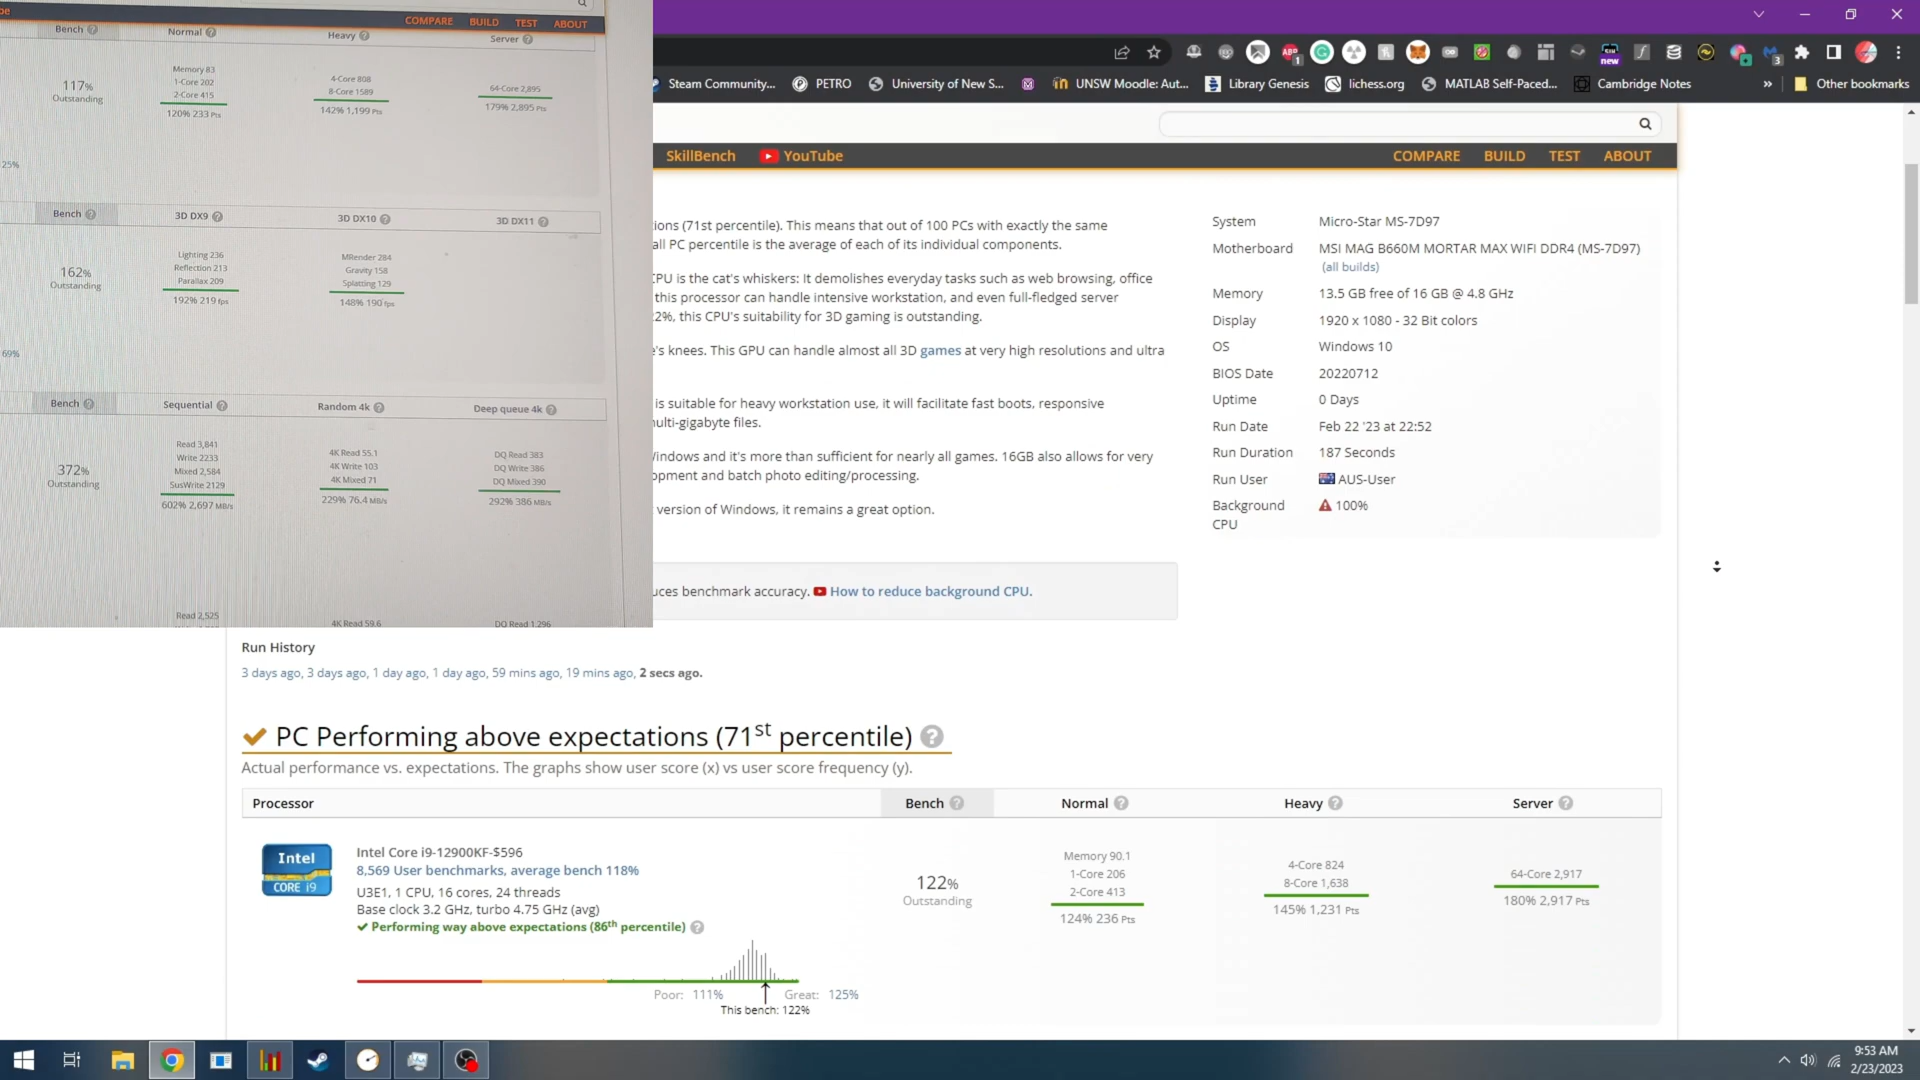 be
COMPARE BUILD TEST ABOUT
Bench Normal Heavy Server
117%
Outstanding
Memory 83
1-Core 202
2-Core 415
120% 233 Pts
4-Core 808
8-Core 1589
142% 1,199 Pts
64-Core 2,895
179% 2,895 Pts
25%
Bench 3D DX9 3D DX10 3D DX11
162%
Outstanding
Lighting 236
Reflection 213
Parallax 209
192% 219 fps
MRender 284
Gravity 158
Splatting 129
148% 190 fps
69%
Bench Sequential Random 4k Deep queue 4k
372%
Outstanding
Read 3,841
Write 2233
Mixed 2,584
SusWrite 2129
602% 2,697 MB/s
4K Read 55.1
4K Write 103
4K Mixed 71
229% 76.4 MB/s
DQ Read 383
DQ Write 386
DQ Mixed 390
292% 386 MB/s
Read 2,525
4K Read 59.6
DQ Read 1,296
ABP 1 new 3
Steam Community... PETRO University of New S... UNSW Moodle: Aut... Library Genesis lichess.org MATLAB Self-Paced... Cambridge Notes » Other bookmarks
SkillBench YouTube COMPARE BUILD TEST ABOUT
ions (71st percentile). This means that out of 100 PCs with exactly the same
all PC percentile is the average of each of its individual components.
CPU is the cat's whiskers: It demolishes everyday tasks such as web browsing, office
this processor can handle intensive workstation, and even full-fledged server
2%, this CPU's suitability for 3D gaming is outstanding.
's knees. This GPU can handle almost all 3D games at very high resolutions and ultra
is suitable for heavy workstation use, it will facilitate fast boots, responsive
ulti-gigabyte files.
Windows and it's more than sufficient for nearly all games. 16GB also allows for very
opment and batch photo editing/processing.
version of Windows, it remains a great option.
System Micro-Star MS-7D97
Motherboard MSI MAG B660M MORTAR MAX WIFI DDR4 (MS-7D97)
(all builds)
Memory 13.5 GB free of 16 GB @ 4.8 GHz
Display 1920 x 1080 - 32 Bit colors
OS Windows 10
BIOS Date 20220712
Uptime 0 Days
Run Date Feb 22 '23 at 22:52
Run Duration 187 Seconds
Run User AUS-User
Background CPU 100%
uces benchmark accuracy. How to reduce background CPU.
Run History
3 days ago, 3 days ago, 1 day ago, 1 day ago, 59 mins ago, 19 mins ago, 2 secs ago.
PC Performing above expectations (71st percentile) ?
Actual performance vs. expectations. The graphs show user score (x) vs user score frequency (y).
Processor Bench ? Normal ? Heavy ? Server ?
Intel
CORE i9
Intel Core i9-12900KF-$596
8,569 User benchmarks, average bench 118%
U3E1, 1 CPU, 16 cores, 24 threads
Base clock 3.2 GHz, turbo 4.75 GHz (avg)
Performing way above expectations (86th percentile) ?
Poor: 111% Great: 125%
This bench: 122%
122%
Outstanding
Memory 90.1
1-Core 206
2-Core 413
124% 236 Pts
4-Core 824
8-Core 1,638
145% 1,231 Pts
64-Core 2,917
180% 2,917 Pts
9:53 AM
2/23/2023